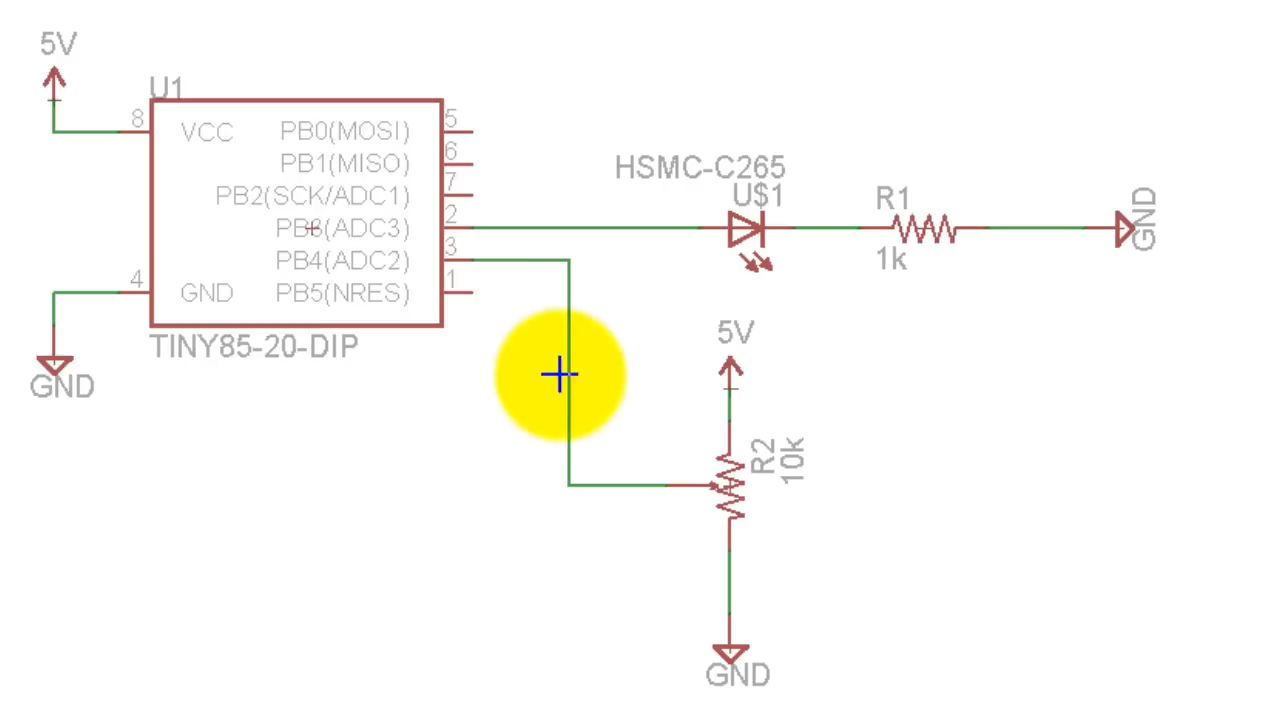 5V
U1
8
VCC
PB0(MOSI)
5
PB1(MISO)
6
PB2(SCK/ADC1)
7
PB3(ADC3)
2
PB4(ADC2)
3
4
GND
PB5(NRES)
1
TINY85-20-DIP
GND
HSMC-C265
U$1
R1
1k
GND
5V
R2
10k
GND